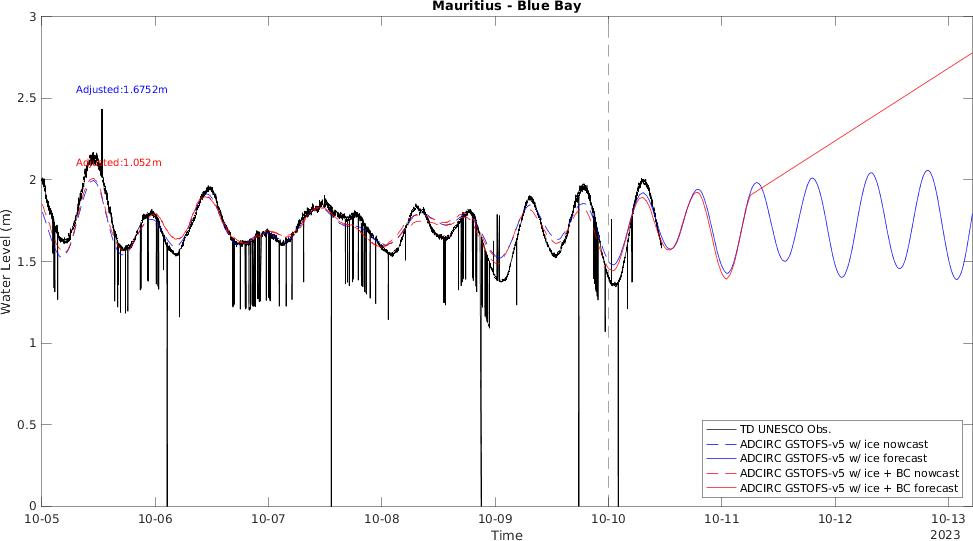 Mauritius - Blue Bay
Water Level (m)
3
2.5
2
1.5
1
0.5
0
Adjusted:1.6752m
Adjusted:1.052m
TD UNESCO Obs.
ADCIRC GSTOFS-v5 w/ ice nowcast
ADCIRC GSTOFS-v5 w/ ice forecast
ADCIRC GSTOFS-v5 w/ ice + BC nowcast
ADCIRC GSTOFS-v5 w/ ice + BC forecast
10-05 10-06 10-07 10-08 10-09 10-10 10-11 10-12 10-13
2023
Time